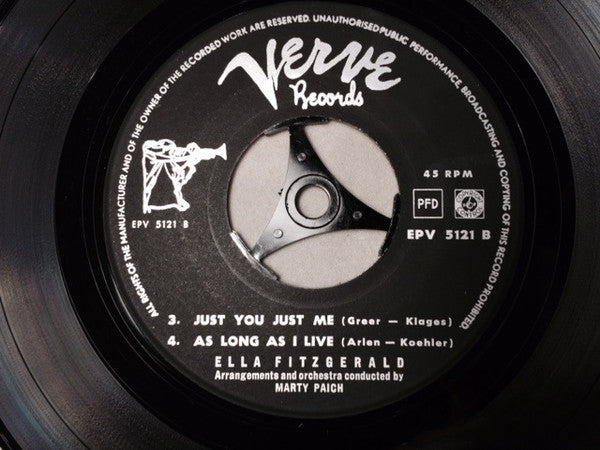 ALL RIGHTS OF THE MANUFACTURER AND OF THE OWNER OF THE RECORDED WORK ARE RESERVED. UNAUTHORISED PUBLIC PERFORMANCE, BROADCASTING AND COPYING OF THIS RECORD PROHIBITED.
VERVE
Records
45 RPM
PFD
EPV 5121 B
EPV 5121 B
3. JUST YOU JUST ME (Greer — Klages)
4. AS LONG AS I LIVE (Arlen — Koehler)
ELLA FITZGERALD
Arrangements and orchestra conducted by
MARTY PAICH